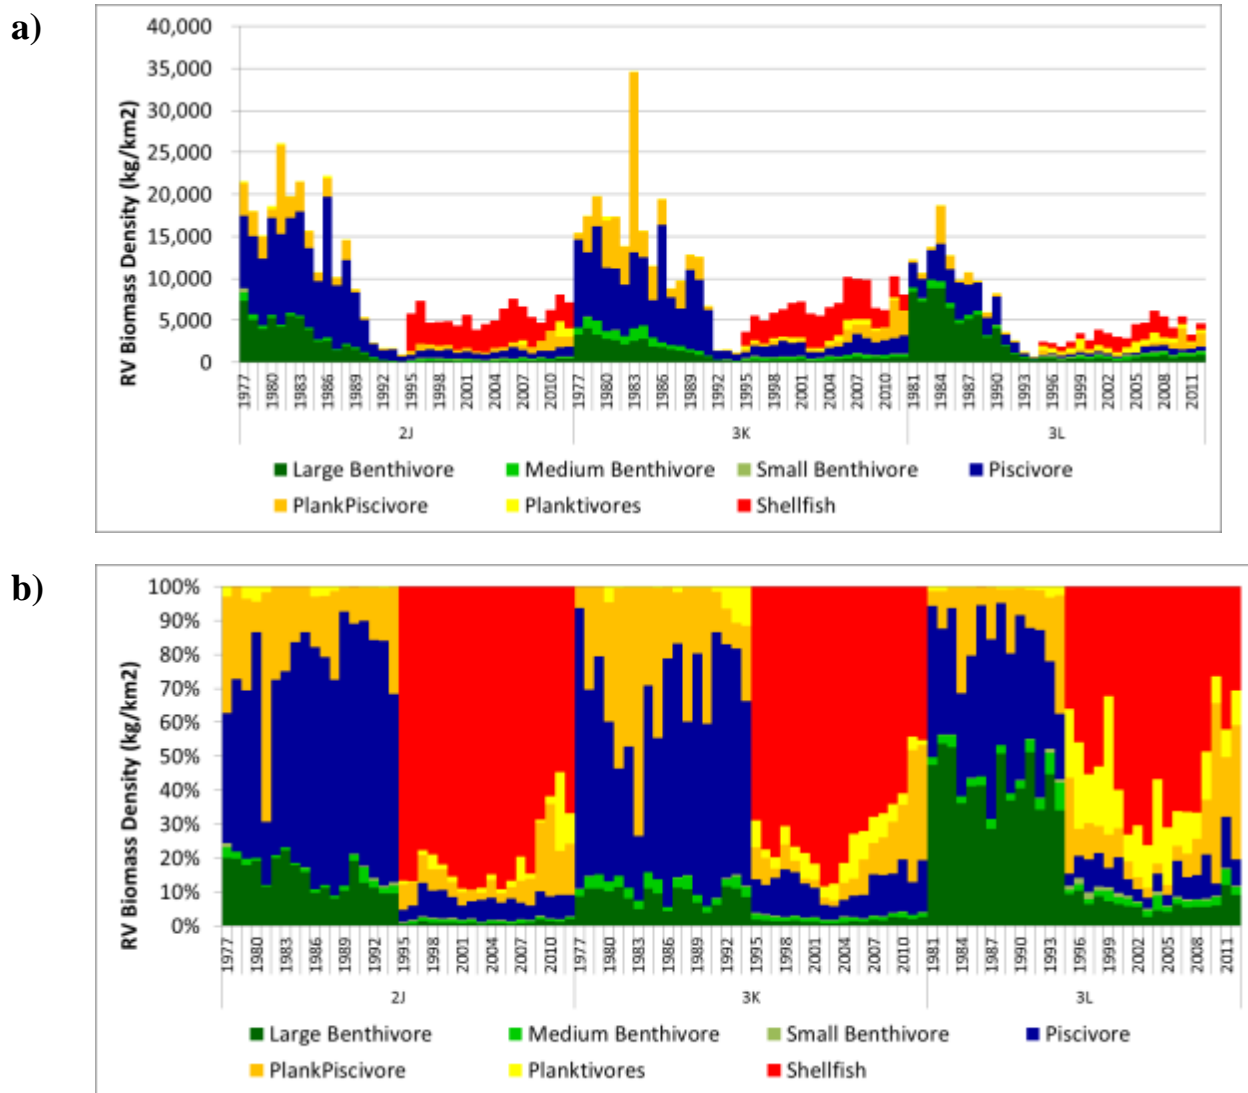 a)
RV Biomass Density (kg/km2)
40,000
35,000
30,000
25,000
20,000
15,000
10,000
5,000
0
1977 1980 1983 1986 1989 1992 1995 1998 2001 2004 2007 2010 1977 1980 1983 1986 1989 1992 1995 1998 2001 2004 2007 2010 1981 1984 1987 1990 1993 1996 1999 2002 2005 2008 2011
2J 3K 3L
Large Benthivore Medium Benthivore Small Benthivore Piscivore
PlankPiscivore Planktivores Shellfish
b)
RV Biomass Density (kg/km2)
100%
90%
80%
70%
60%
50%
40%
30%
20%
10%
0%
1977 1980 1983 1986 1989 1992 1995 1998 2001 2004 2007 2010 1977 1980 1983 1986 1989 1992 1995 1998 2001 2004 2007 2010 1981 1984 1987 1990 1993 1996 1999 2002 2005 2008 2011
2J 3K 3L
Large Benthivore Medium Benthivore Small Benthivore Piscivore
PlankPiscivore Planktivores Shellfish